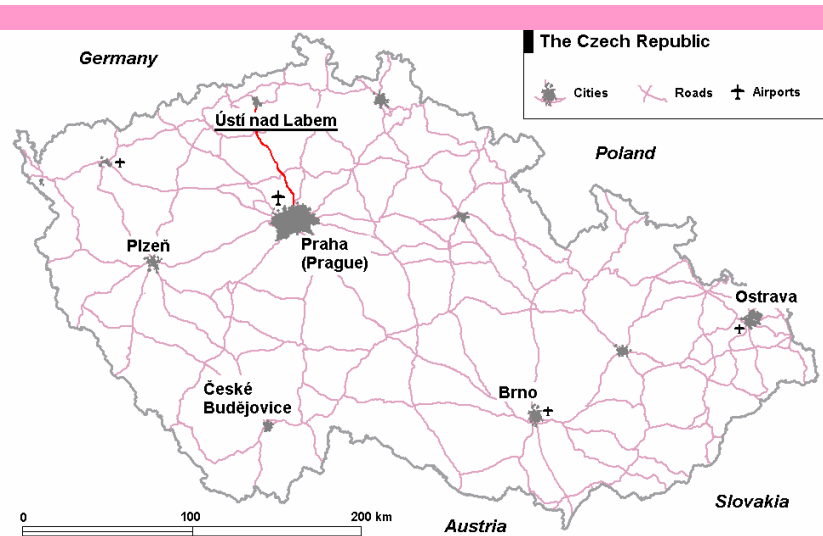 Germany
The Czech Republic
Cities
Roads
Airports
Ústí nad Labem
Poland
Plzeň
Praha
(Prague)
Ostrava
České
Budějovice
Brno
Slovakia
0 100 200 km
Austria